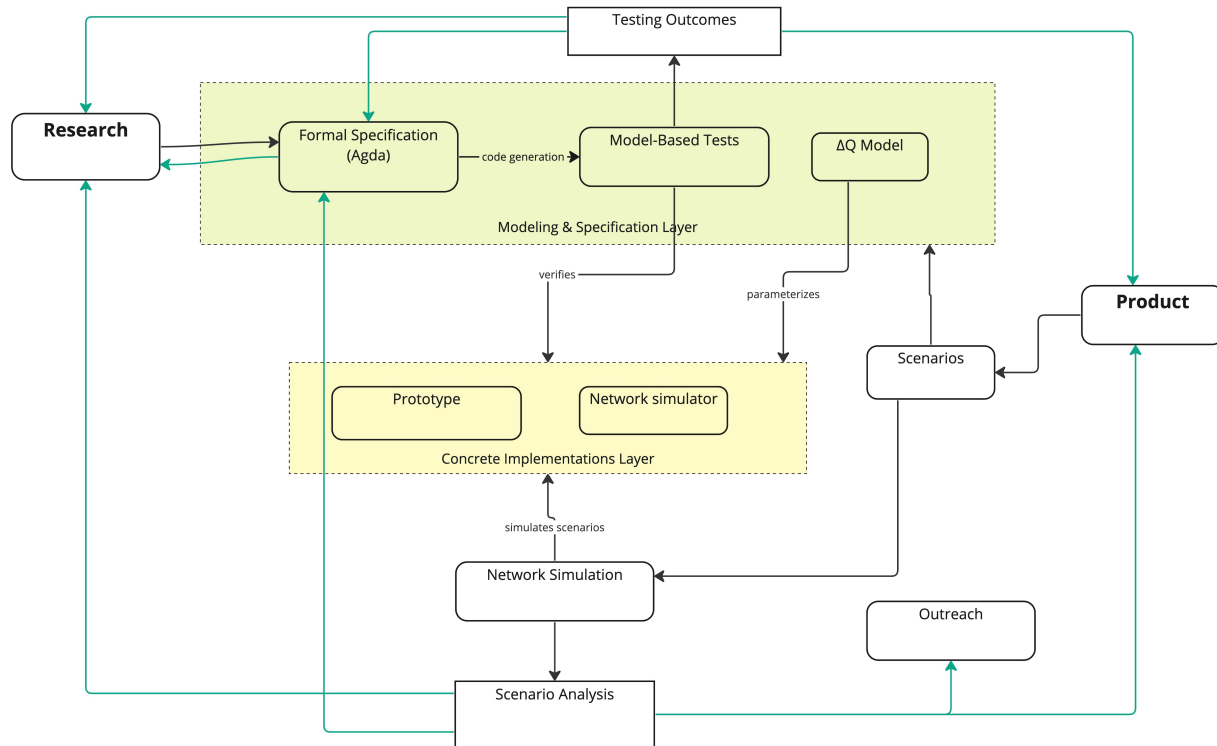 Testing Outcomes
Research
Formal Specification
(Agda)
code generation
Model-Based Tests
ΔQ Model
Modeling & Specification Layer
verifies
parameterizes
Product
Scenarios
Prototype
Network simulator
Concrete Implementations Layer
simulates scenarios
Network Simulation
Outreach
Scenario Analysis